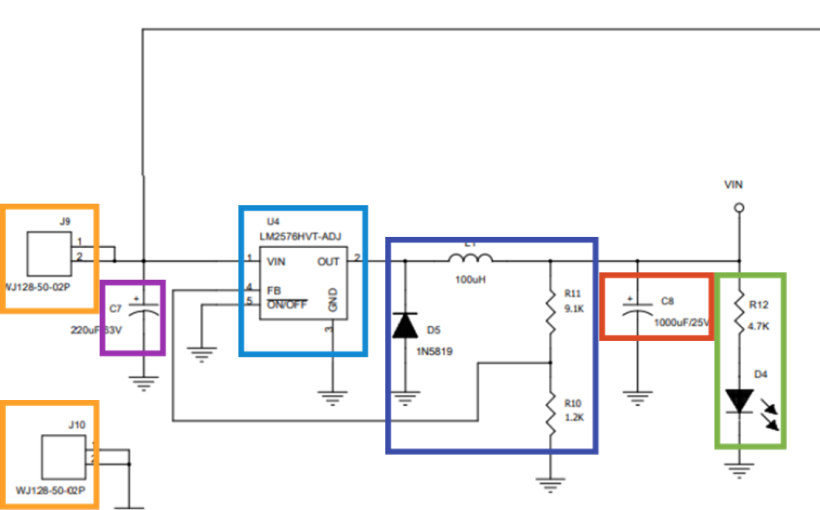 VIN
J9
1
2
WJ128-50-02P
C7
+
220uF/63V
U4
LM2576HVT-ADJ
1
VIN
OUT
2
4
FB
5
ON/OFF
GND
3
100uH
D5
1N5819
R11
9.1K
R10
1.2K
+
C8
1000uF/25V
R12
4.7K
D4
J10
WJ128-50-02P